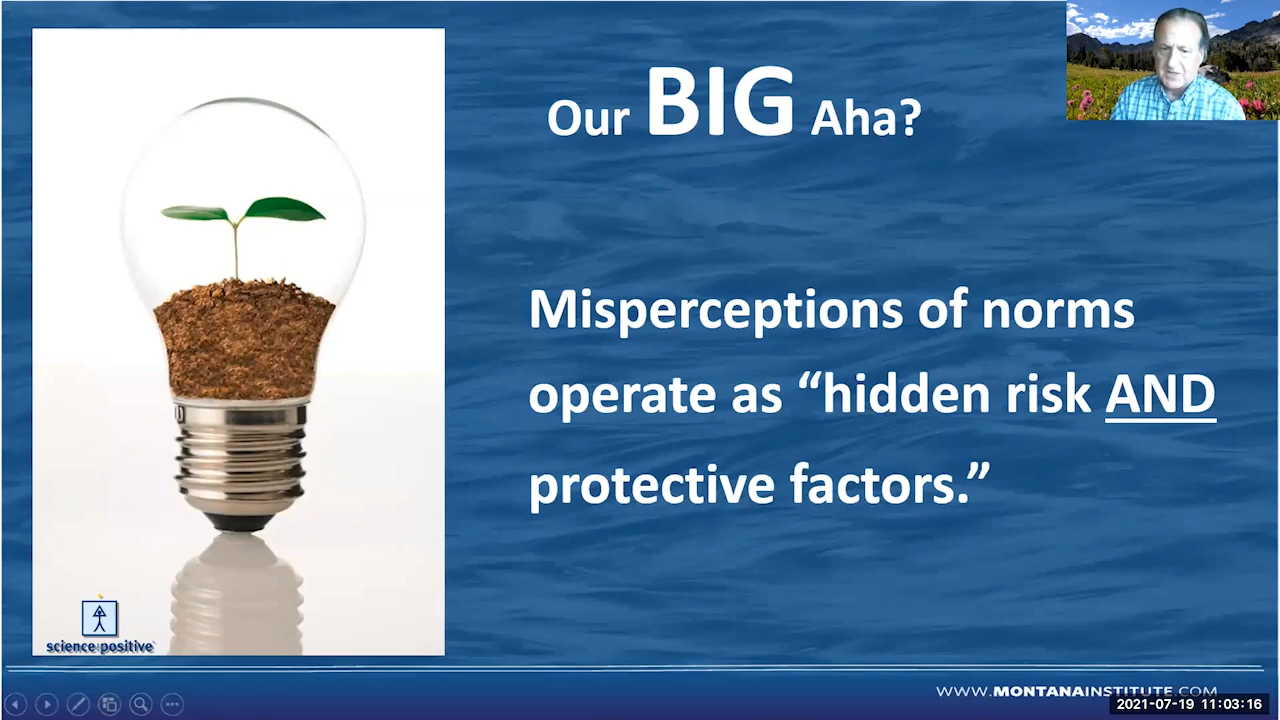 Our BIG Aha?
Misperceptions of norms
operate as “hidden risk AND
protective factors.”
science positive
WWW.MONTANAINSTITUTE.COM
2021-07-19 11:03:16